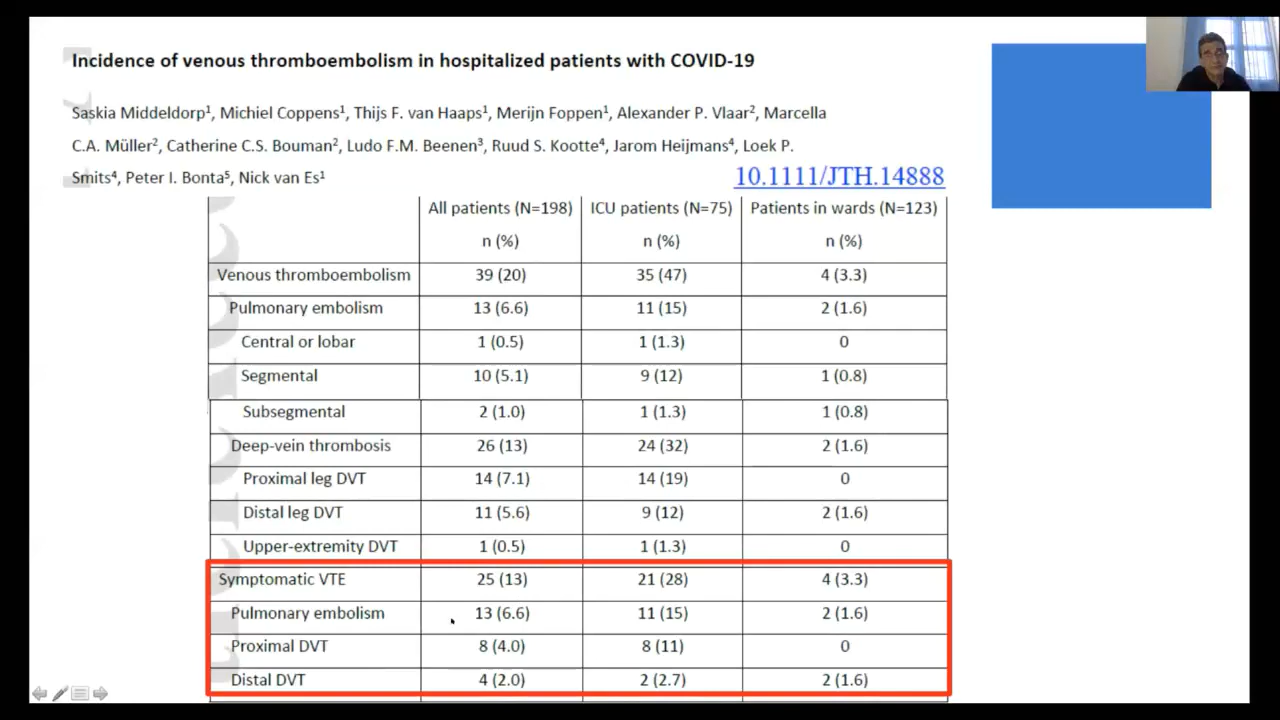 Incidence of venous thromboembolism in hospitalized patients with COVID-19
Saskia Middeldorp¹, Michiel Coppens¹, Thijs F. van Haaps¹, Merijn Foppen¹, Alexander P. Vlaar², Marcella
C.A. Müller², Catherine C.S. Bouman², Ludo F.M. Beenen³, Ruud S. Kootte⁴, Jarom Heijmans⁴, Loek P.
Smits⁴, Peter I. Bonta⁵, Nick van Es¹
10.1111/JTH.14888
All patients (N=198) ICU patients (N=75) Patients in wards (N=123)
n (%) n (%) n (%)
Venous thromboembolism 39 (20) 35 (47) 4 (3.3)
Pulmonary embolism 13 (6.6) 11 (15) 2 (1.6)
Central or lobar 1 (0.5) 1 (1.3) 0
Segmental 10 (5.1) 9 (12) 1 (0.8)
Subsegmental 2 (1.0) 1 (1.3) 1 (0.8)
Deep-vein thrombosis 26 (13) 24 (32) 2 (1.6)
Proximal leg DVT 14 (7.1) 14 (19) 0
Distal leg DVT 11 (5.6) 9 (12) 2 (1.6)
Upper-extremity DVT 1 (0.5) 1 (1.3) 0
Symptomatic VTE 25 (13) 21 (28) 4 (3.3)
Pulmonary embolism 13 (6.6) 11 (15) 2 (1.6)
Proximal DVT 8 (4.0) 8 (11) 0
Distal DVT 4 (2.0) 2 (2.7) 2 (1.6)